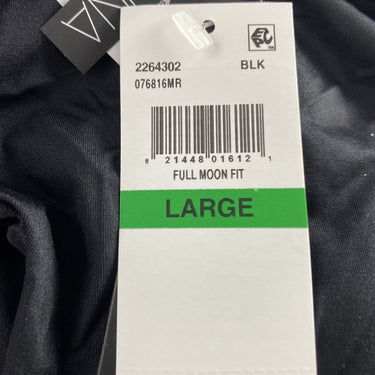 2264302 BLK
076816MR
8 21448 01612 1
FULL MOON FIT
LARGE